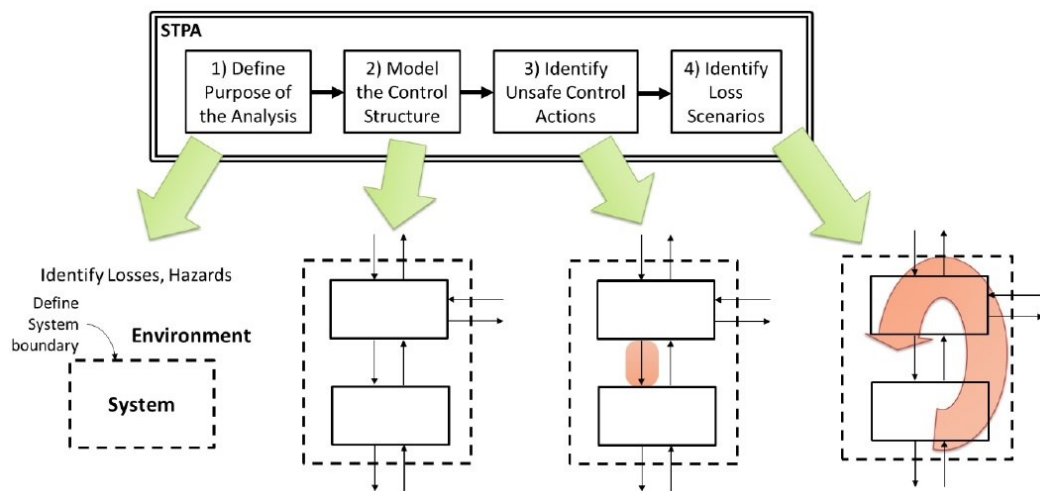 STPA
1) Define
Purpose of
the Analysis
2) Model
the Control
Structure
3) Identify
Unsafe Control
Actions
4) Identify
Loss
Scenarios
Identify Losses, Hazards
Define
System
boundary
Environment
System